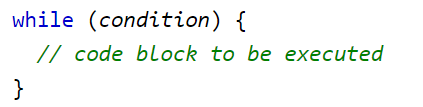 while (condition) {
  // code block to be executed
}